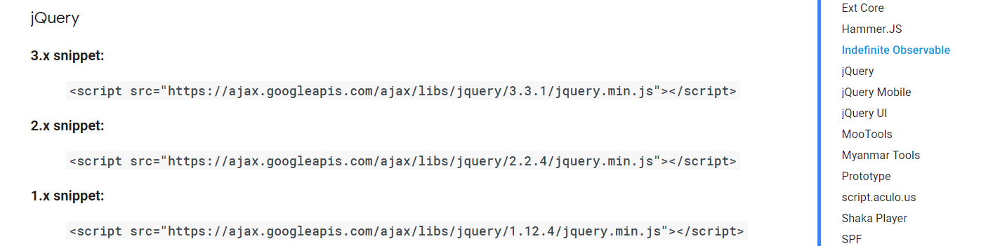 jQuery
3.x snippet:
<script src="https://ajax.googleapis.com/ajax/libs/jquery/3.3.1/jquery.min.js"></script>
2.x snippet:
<script src="https://ajax.googleapis.com/ajax/libs/jquery/2.2.4/jquery.min.js"></script>
1.x snippet:
<script src="https://ajax.googleapis.com/ajax/libs/jquery/1.12.4/jquery.min.js"></script>
Ext Core
Hammer.JS
Indefinite Observable
jQuery
jQuery Mobile
jQuery UI
MooTools
Myanmar Tools
Prototype
script.aculo.us
Shaka Player
SPF